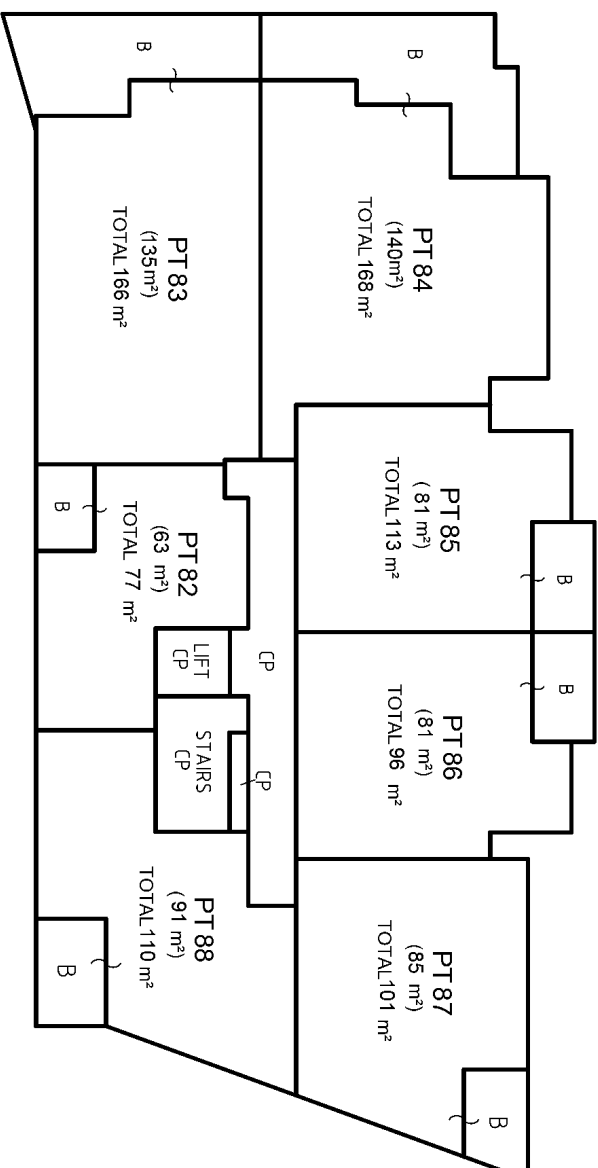 B
B
PT 83
(135m²)
TOTAL 166 m²
PT 84
(140m²)
TOTAL 168 m²
PT 85
( 81 m²)
TOTAL 113 m²
B
B
PT 86
(81 m²)
TOTAL 96 m²
PT 87
(85 m²)
TOTAL 101 m²
B
PT 82
(63 m²)
TOTAL 77 m²
B
LIFT
CP
CP
STAIRS
CP
CP
PT 88
( 91 m²)
TOTAL 110 m²
B